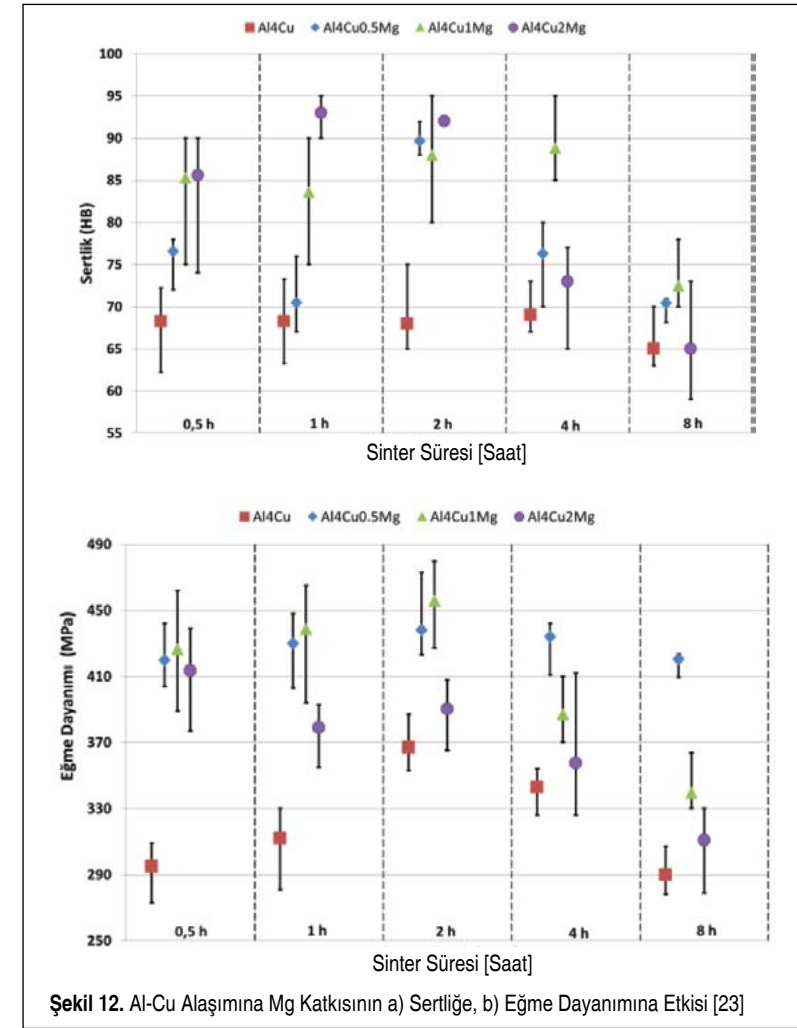 Al4Cu Al4Cu0.5Mg Al4Cu1Mg Al4Cu2Mg
100
95
90
85
80
75
70
65
60
55
Sertlik (HB)
0,5 h 1 h 2 h 4 h 8 h
Sinter Süresi [Saat]
Al4Cu Al4Cu0.5Mg Al4Cu1Mg Al4Cu2Mg
490
450
410
370
330
290
250
Eğme Dayanımı (MPa)
0,5 h 1 h 2 h 4 h 8 h
Sinter Süresi [Saat]
Şekil 12. Al-Cu Alaşımına Mg Katkısının a) Sertliğe, b) Eğme Dayanımına Etkisi [23]